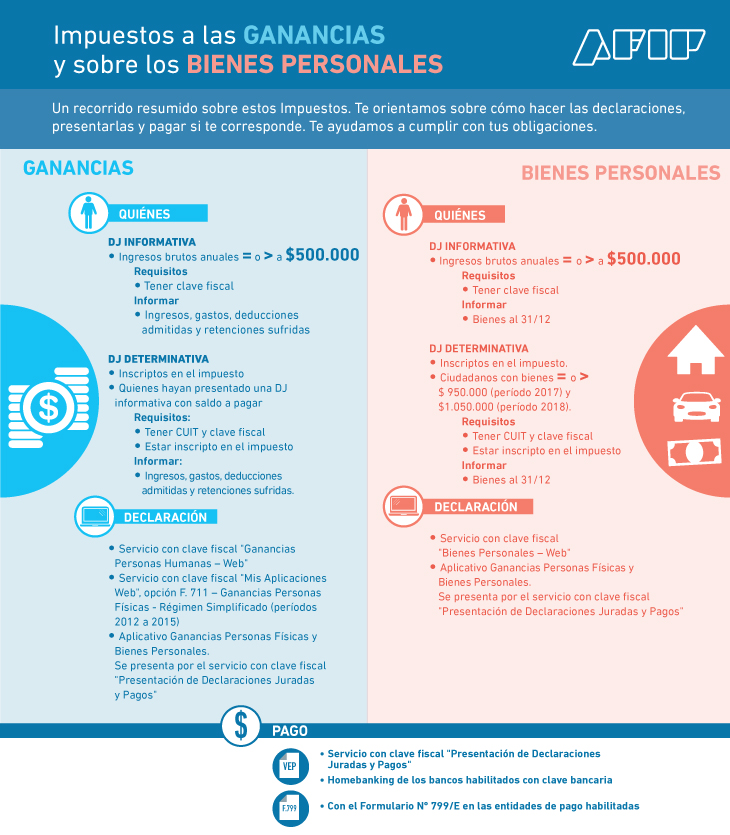 Impuestos a las GANANCIAS
y sobre los BIENES PERSONALES
AFIP
Un recorrido resumido sobre estos Impuestos. Te orientamos sobre cómo hacer las declaraciones,
presentarlas y pagar si te corresponde. Te ayudamos a cumplir con tus obligaciones.
GANANCIAS
QUIÉNES
DJ INFORMATIVA
• Ingresos brutos anuales = o > a $500.000
Requisitos
• Tener clave fiscal
Informar
• Ingresos, gastos, deducciones
admitidas y retenciones sufridas
DJ DETERMINATIVA
• Inscriptos en el impuesto
• Quienes hayan presentado una DJ
informativa con saldo a pagar
Requisitos:
• Tener CUIT y clave fiscal
• Estar inscripto en el impuesto
Informar:
• Ingresos, gastos, deducciones
admitidas y retenciones sufridas.
DECLARACIÓN
• Servicio con clave fiscal "Ganancias
Personas Humanas – Web"
• Servicio con clave fiscal "Mis Aplicaciones
Web", opción F. 711 – Ganancias Personas
Físicas - Régimen Simplificado (períodos
2012 a 2015)
• Aplicativo Ganancias Personas Físicas y
Bienes Personales.
Se presenta por el servicio con clave fiscal
"Presentación de Declaraciones Juradas
y Pagos"
$
BIENES PERSONALES
QUIÉNES
DJ INFORMATIVA
• Ingresos brutos anuales = o > a $500.000
Requisitos
• Tener clave fiscal
Informar
• Bienes al 31/12
DJ DETERMINATIVA
• Inscriptos en el impuesto.
• Ciudadanos con bienes = o >
$ 950.000 (período 2017) y
$1.050.000 (período 2018).
Requisitos
• Tener CUIT y clave fiscal
• Estar inscripto en el impuesto
Informar
• Bienes al 31/12
DECLARACIÓN
• Servicio con clave fiscal
"Bienes Personales – Web"
• Aplicativo Ganancias Personas Físicas y
Bienes Personales.
Se presenta por el servicio con clave fiscal
"Presentación de Declaraciones Juradas y Pagos"
$
PAGO
VEP
• Servicio con clave fiscal "Presentación de Declaraciones
Juradas y Pagos"
• Homebanking de los bancos habilitados con clave bancaria
F.799
• Con el Formulario N° 799/E en las entidades de pago habilitadas